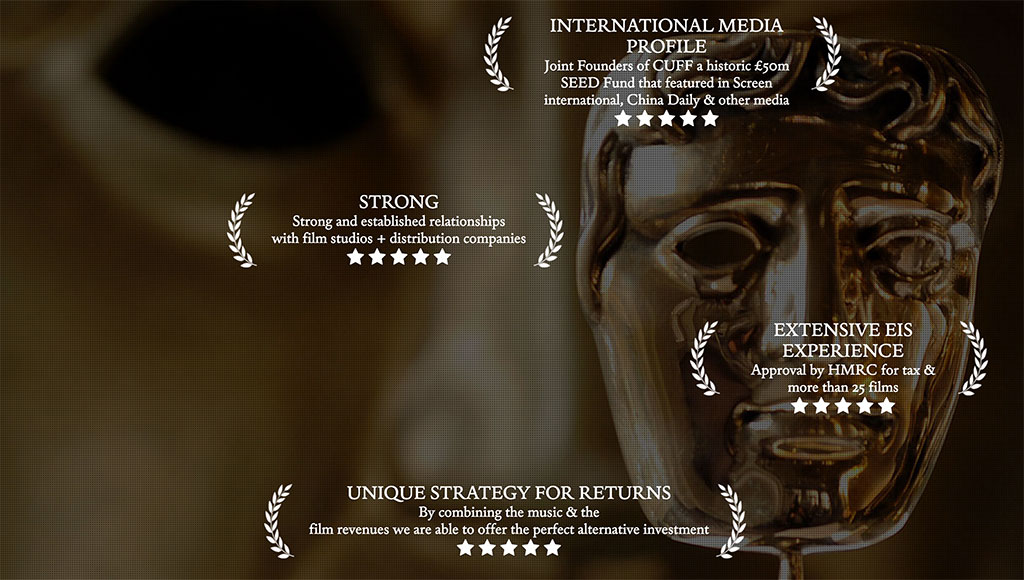 INTERNATIONAL MEDIA
PROFILE
Joint Founders of CUFF a historic £50m
SEED Fund that featured in Screen
international, China Daily & other media
STRONG
Strong and established relationships
with film studios + distribution companies
EXTENSIVE EIS
EXPERIENCE
Approval by HMRC for tax &
more than 25 films
UNIQUE STRATEGY FOR RETURNS
By combining the music & the
film revenues we are able to offer the perfect alternative investment